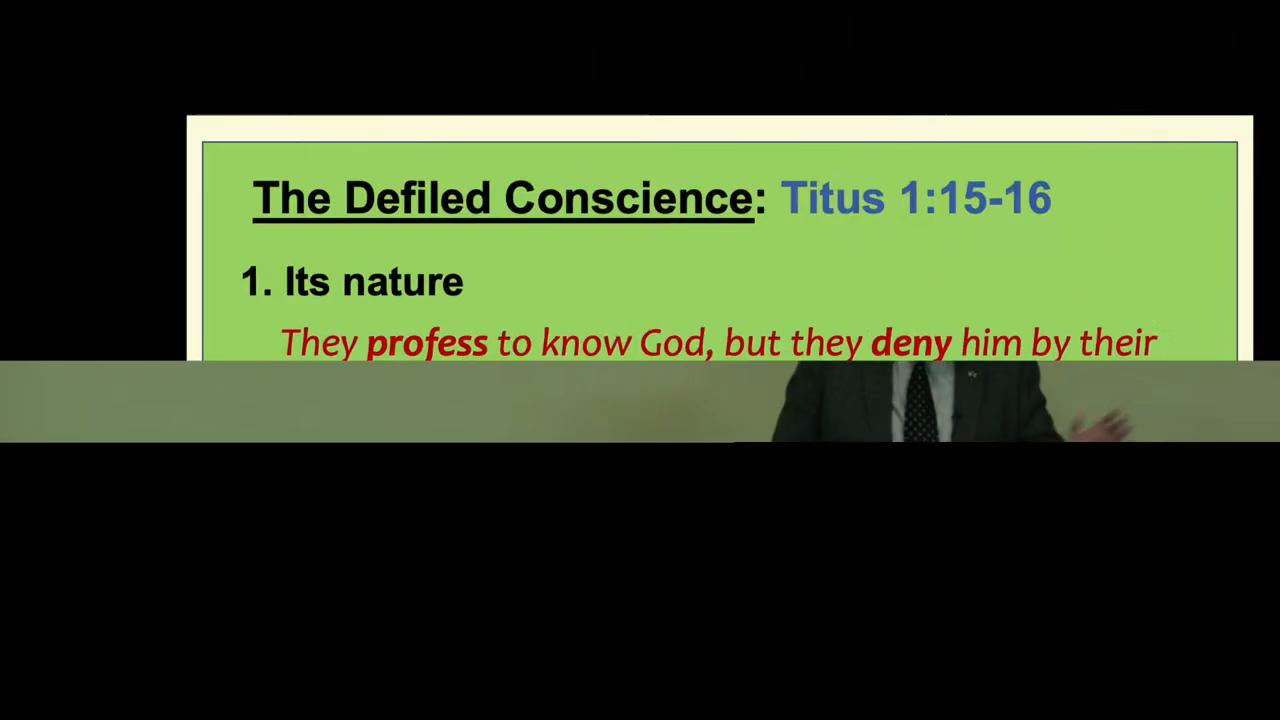 The Defiled Conscience: Titus 1:15-16
1. Its nature
They profess to know God, but they deny him by their